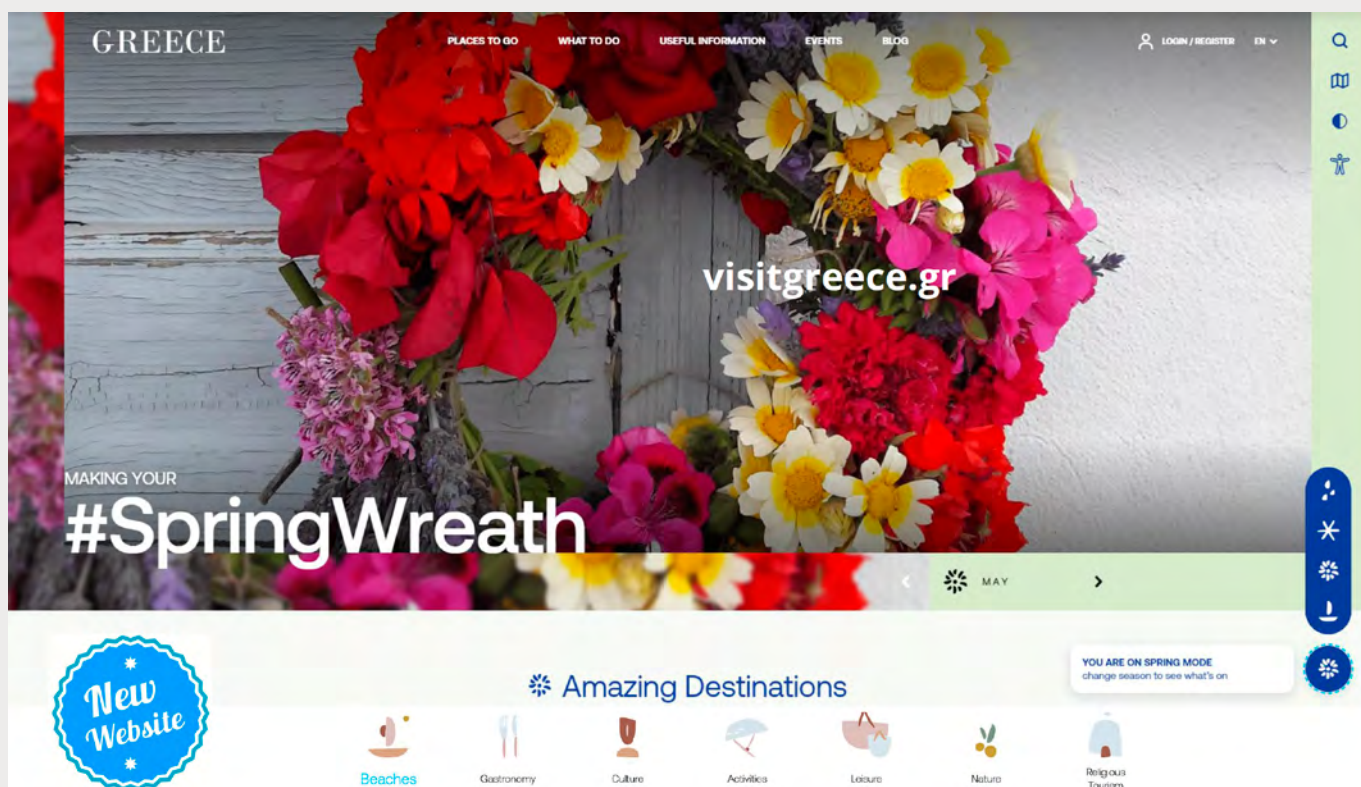 GREECE
PLACES TO GO
WHAT TO DO
USEFUL INFORMATION
EVENTS
BLOG
LOGIN / REGISTER
EN
visitgreece.gr
MAKING YOUR
#SpringWreath
MAY
New
Website
YOU ARE ON SPRING MODE
change season to see what's on
Amazing Destinations
Beaches
Gastronomy
Culture
Activities
Leisure
Nature
Religious
Tourism